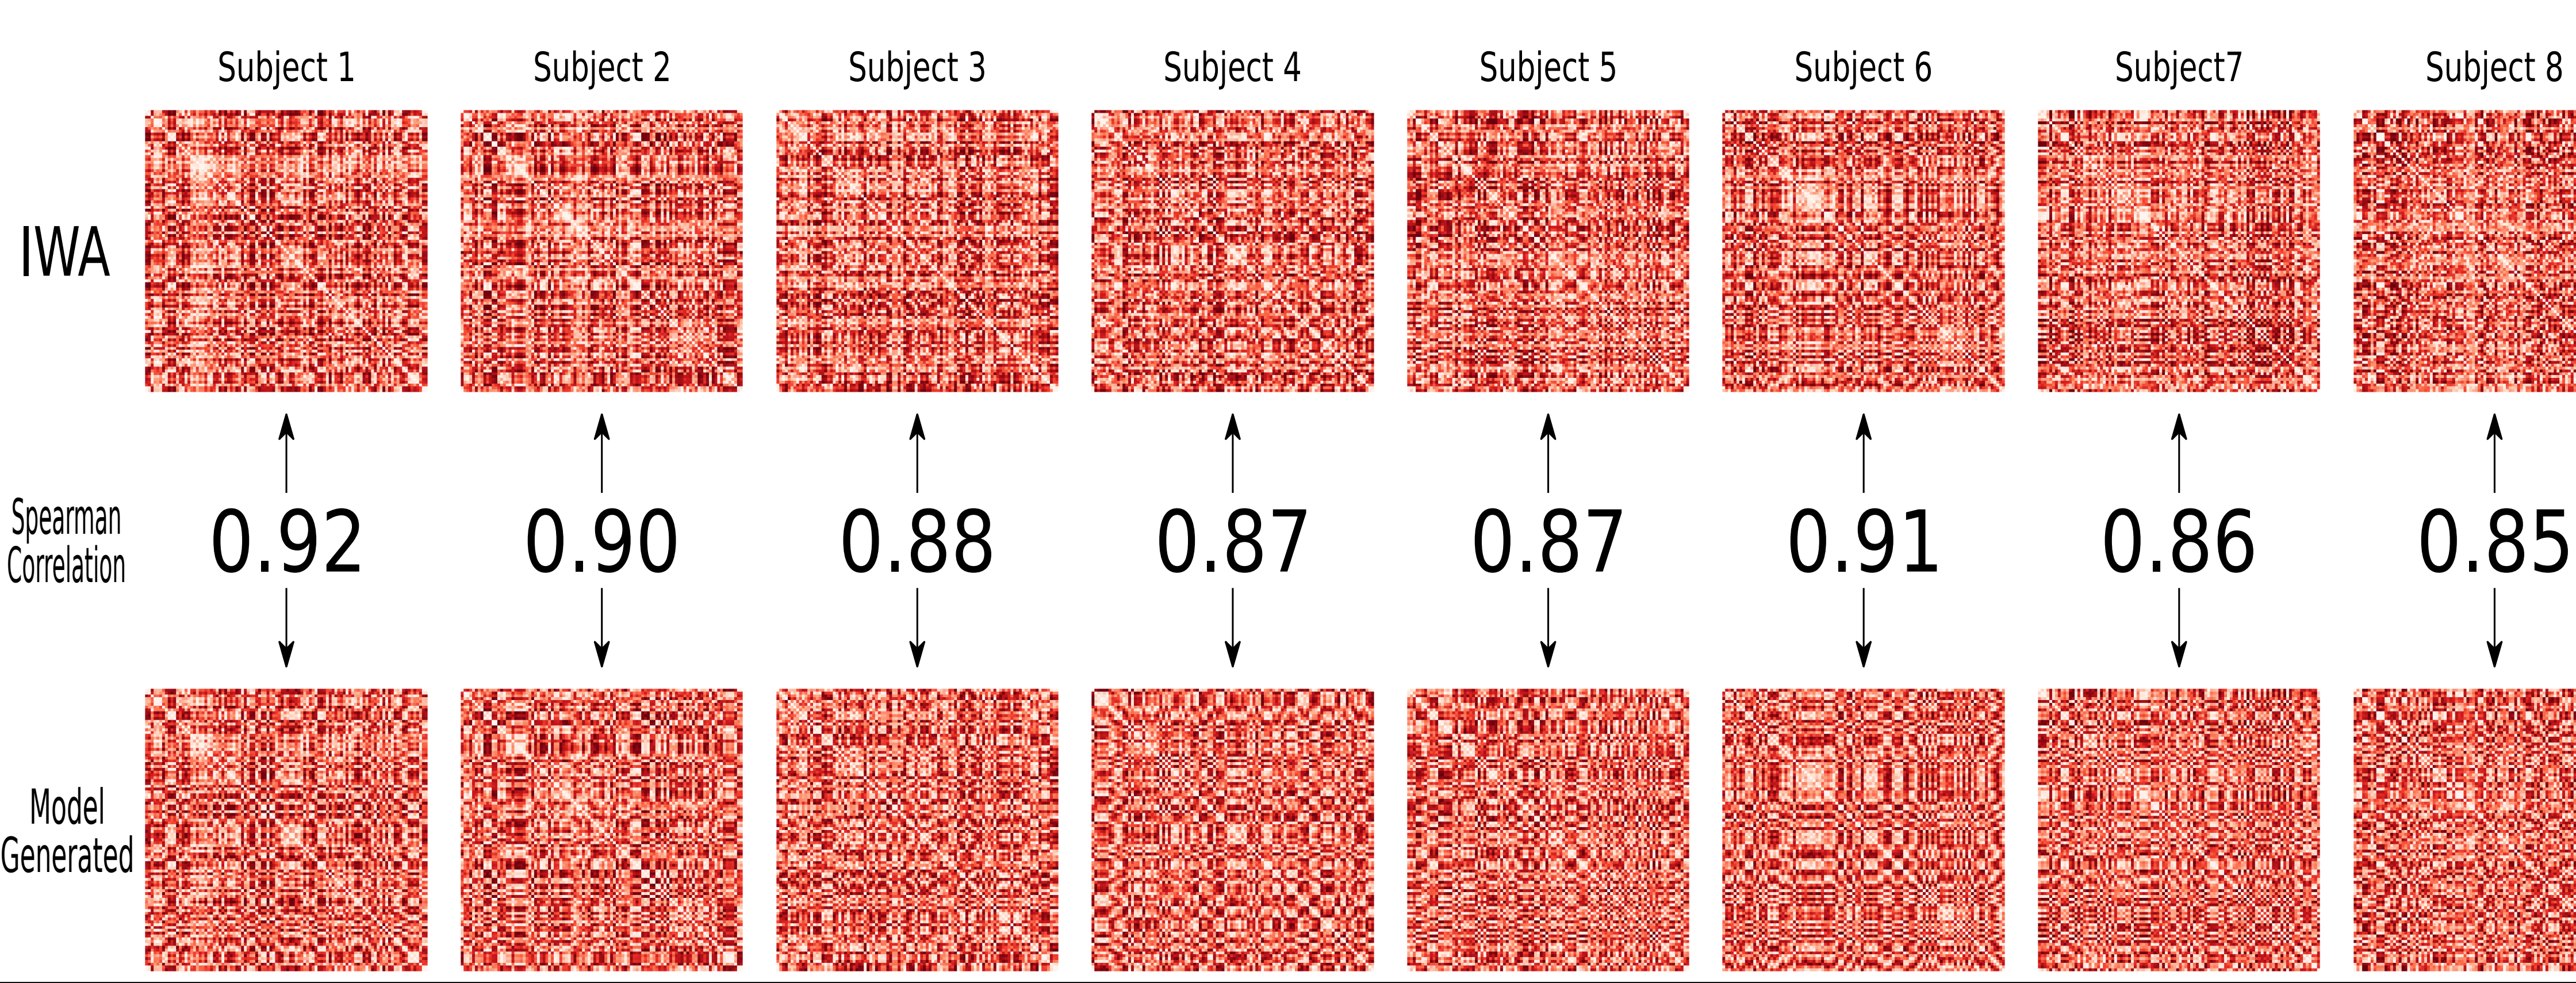 Subject 1
Subject 2
Subject 3
Subject 4
Subject 5
Subject 6
Subject7
Subject 8
IWA
Spearman
Correlation
0.92
0.90
0.88
0.87
0.87
0.91
0.86
0.85
Model
Generated